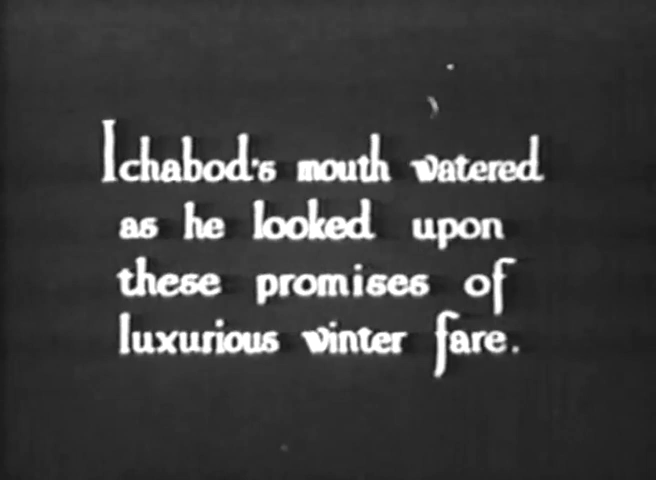 Ichabod's mouth watered
as he looked upon
these promises of
luxurious winter fare.